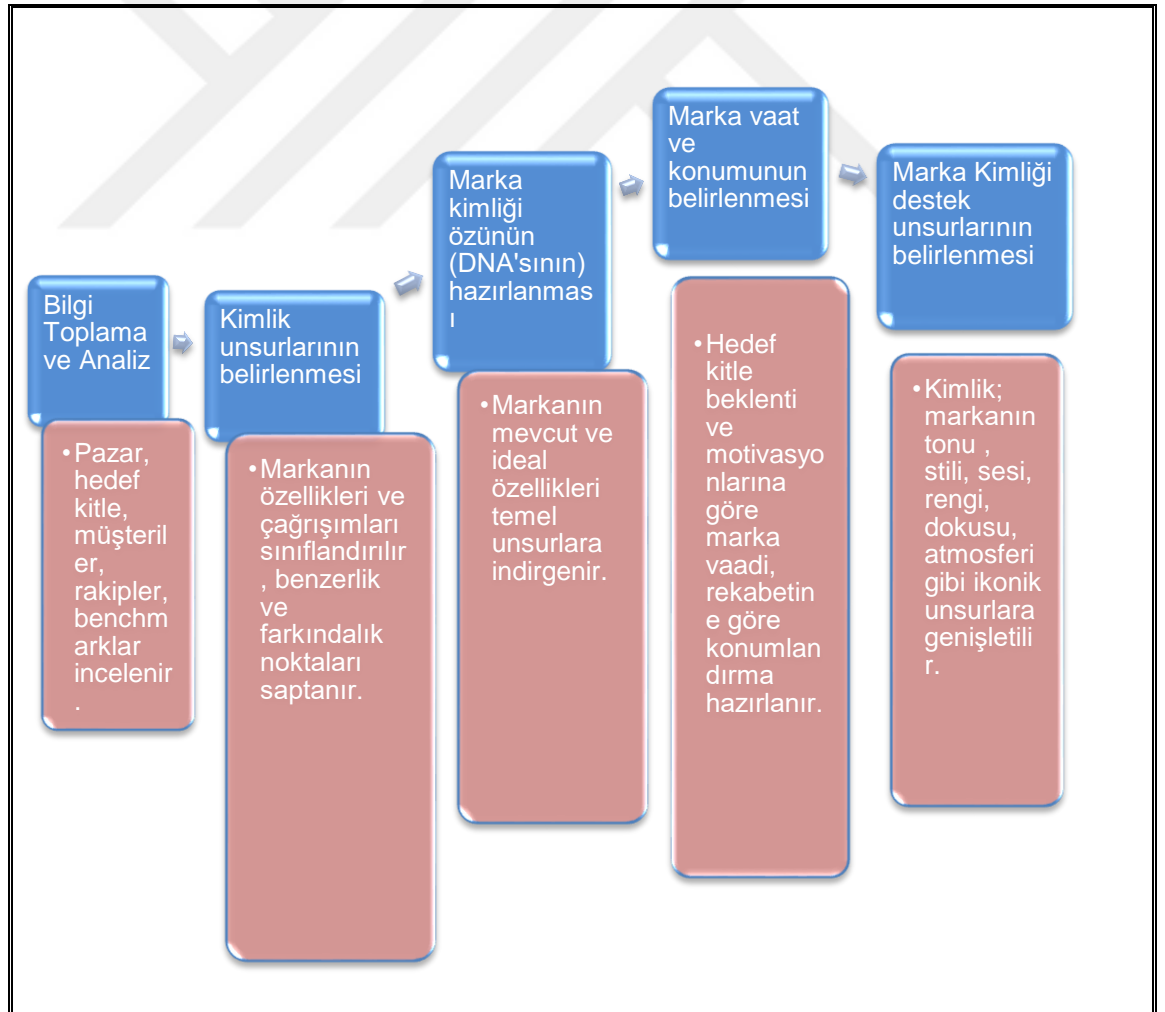 Bilgi
Toplama
ve Analiz
•Pazar,
hedef
kitle,
müşteril
er,
rakipler,
benchm
arklar
incelenir
.
Kimlik
unsurlarının
belirlenmesi
•Markanın
özellikleri ve
çağrışımları
sınıflandırılır
, benzerlik
ve
farkındalık
noktaları
saptanır.
Marka
kimliği
özünün
(DNA'sının)
hazırlanmas
ı
•Markanın
mevcut ve
ideal
özellikleri
temel
unsurlara
indirgenir.
Marka vaat
ve
konumunun
belirlenmesi
•Hedef
kitle
beklenti
ve
motivasyo
nlarına
göre
marka
vaadi,
rekabetin
e göre
konumlan
dırma
hazırlanır.
Marka Kimliği
destek
unsurlarının
belirlenmesi
•Kimlik;
markanın
tonu ,
stili, sesi,
rengi,
dokusu,
atmosferi
gibi ikonik
unsurlara
genişletili
r.